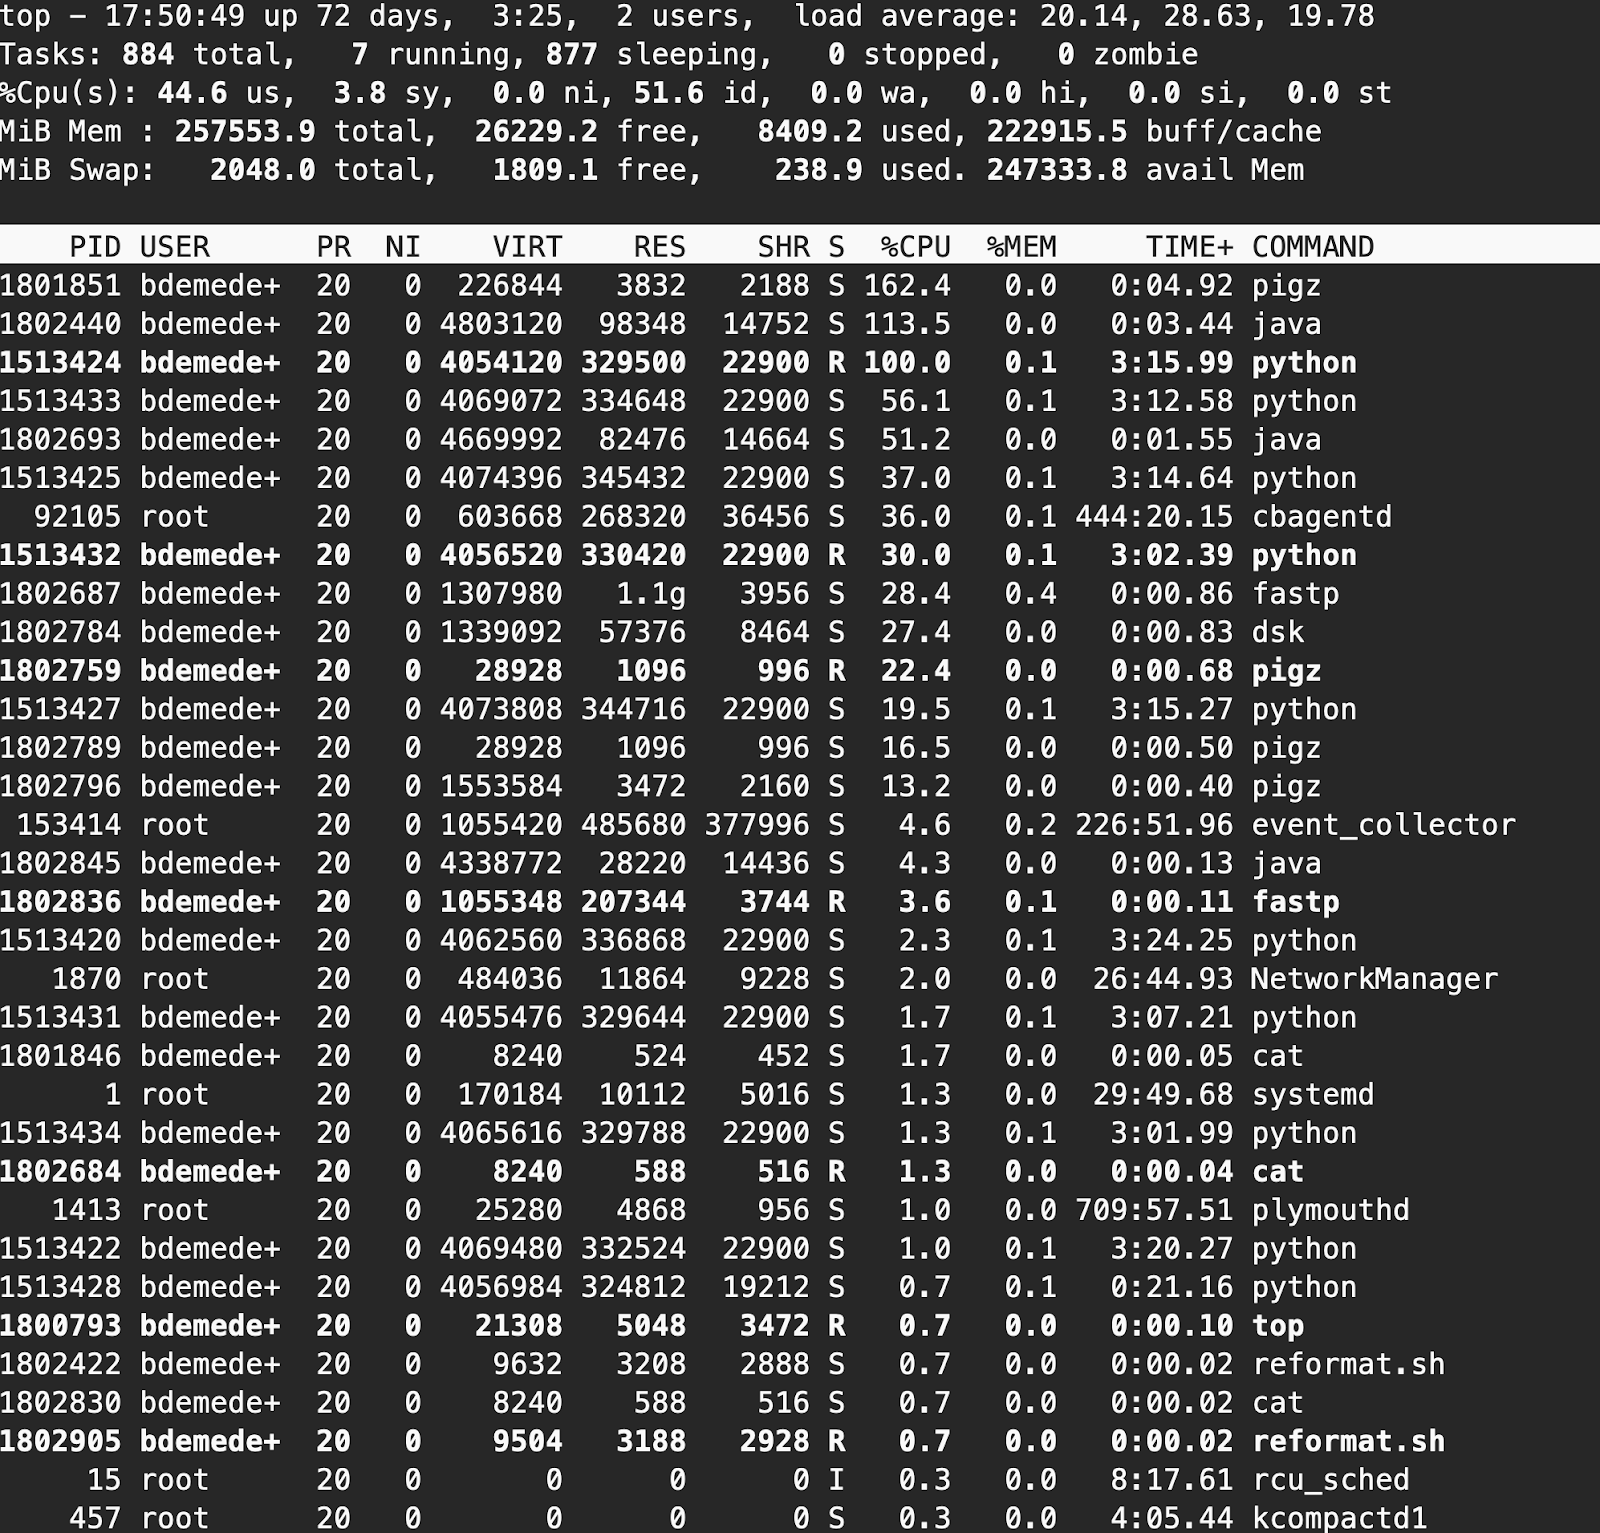 top - 17:50:49 up 72 days,  3:25,  2 users,  load average: 20.14, 28.63, 19.78
Tasks: 884 total,   7 running, 877 sleeping,   0 stopped,   0 zombie
%Cpu(s): 44.6 us,  3.8 sy,  0.0 ni, 51.6 id,  0.0 wa,  0.0 hi,  0.0 si,  0.0 st
MiB Mem : 257553.9 total,  26229.2 free,   8409.2 used, 222915.5 buff/cache
MiB Swap:   2048.0 total,   1809.1 free,    238.9 used. 247333.8 avail Mem
    PID USER      PR  NI    VIRT    RES    SHR S  %CPU  %MEM     TIME+ COMMAND
1801851 bdemede+  20   0  226844   3832   2188 S 162.4   0.0   0:04.92 pigz
1802440 bdemede+  20   0 4803120  98348  14752 S 113.5   0.0   0:03.44 java
1513424 bdemede+  20   0 4054120 329500  22900 R 100.0   0.1   3:15.99 python
1513433 bdemede+  20   0 4069072 334648  22900 S  56.1   0.1   3:12.58 python
1802693 bdemede+  20   0 4669992  82476  14664 S  51.2   0.0   0:01.55 java
1513425 bdemede+  20   0 4074396 345432  22900 S  37.0   0.1   3:14.64 python
  92105 root      20   0  603668 268320  36456 S  36.0   0.1 444:20.15 cbagentd
1513432 bdemede+  20   0 4056520 330420  22900 R  30.0   0.1   3:02.39 python
1802687 bdemede+  20   0 1307980   1.1g   3956 S  28.4   0.4   0:00.86 fastp
1802784 bdemede+  20   0 1339092  57376   8464 S  27.4   0.0   0:00.83 dsk
1802759 bdemede+  20   0   28928   1096    996 R  22.4   0.0   0:00.68 pigz
1513427 bdemede+  20   0 4073808 344716  22900 S  19.5   0.1   3:15.27 python
1802789 bdemede+  20   0   28928   1096    996 S  16.5   0.0   0:00.50 pigz
1802796 bdemede+  20   0 1553584   3472   2160 S  13.2   0.0   0:00.40 pigz
 153414 root      20   0 1055420 485680 377996 S   4.6   0.2 226:51.96 event_collector
1802845 bdemede+  20   0 4338772  28220  14436 S   4.3   0.0   0:00.13 java
1802836 bdemede+  20   0 1055348 207344   3744 R   3.6   0.1   0:00.11 fastp
1513420 bdemede+  20   0 4062560 336868  22900 S   2.3   0.1   3:24.25 python
   1870 root      20   0  484036  11864   9228 S   2.0   0.0  26:44.93 NetworkManager
1513431 bdemede+  20   0 4055476 329644  22900 S   1.7   0.1   3:07.21 python
1801846 bdemede+  20   0    8240    524    452 S   1.7   0.0   0:00.05 cat
      1 root      20   0  170184  10112   5016 S   1.3   0.0  29:49.68 systemd
1513434 bdemede+  20   0 4065616 329788  22900 S   1.3   0.1   3:01.99 python
1802684 bdemede+  20   0    8240    588    516 R   1.3   0.0   0:00.04 cat
   1413 root      20   0   25280   4868    956 S   1.0   0.0 709:57.51 plymouthd
1513422 bdemede+  20   0 4069480 332524  22900 S   1.0   0.1   3:20.27 python
1513428 bdemede+  20   0 4056984 324812  19212 S   0.7   0.1   0:21.16 python
1800793 bdemede+  20   0   21308   5048   3472 R   0.7   0.0   0:00.10 top
1802422 bdemede+  20   0    9632   3208   2888 S   0.7   0.0   0:00.02 reformat.sh
1802830 bdemede+  20   0    8240    588    516 S   0.7   0.0   0:00.02 cat
1802905 bdemede+  20   0    9504   3188   2928 R   0.7   0.0   0:00.02 reformat.sh
     15 root      20   0       0      0      0 I   0.3   0.0   8:17.61 rcu_sched
    457 root      20   0       0      0      0 S   0.3   0.0   4:05.44 kcompactd1